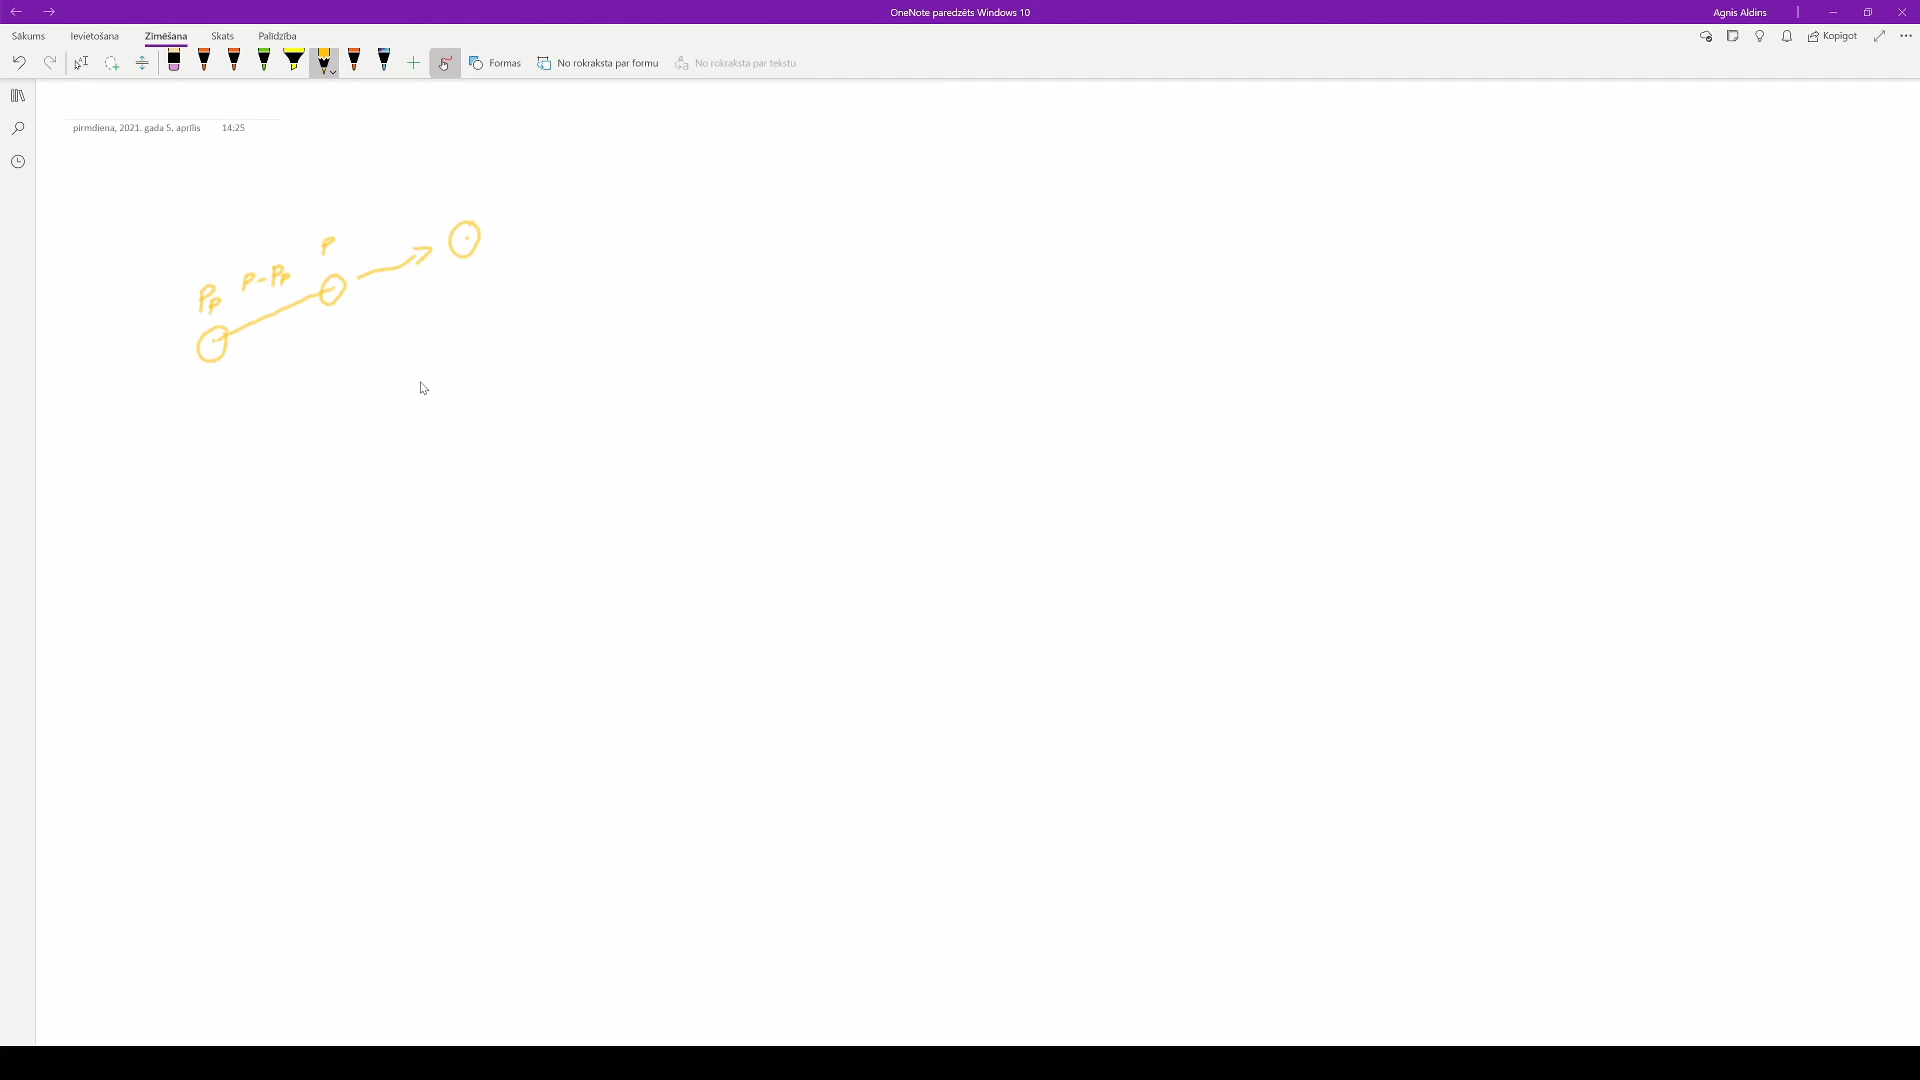 OneNote paredzēts Windows 10
Agnis Aldins
Sākums Ievietošana Zīmēšana Skats Palīdzība
Kopīgot
Formas No rokraksta par formu No rokraksta par tekstu
pirmdiena, 2021. gada 5. aprīlis 14:25
P
P-Pp
Pp